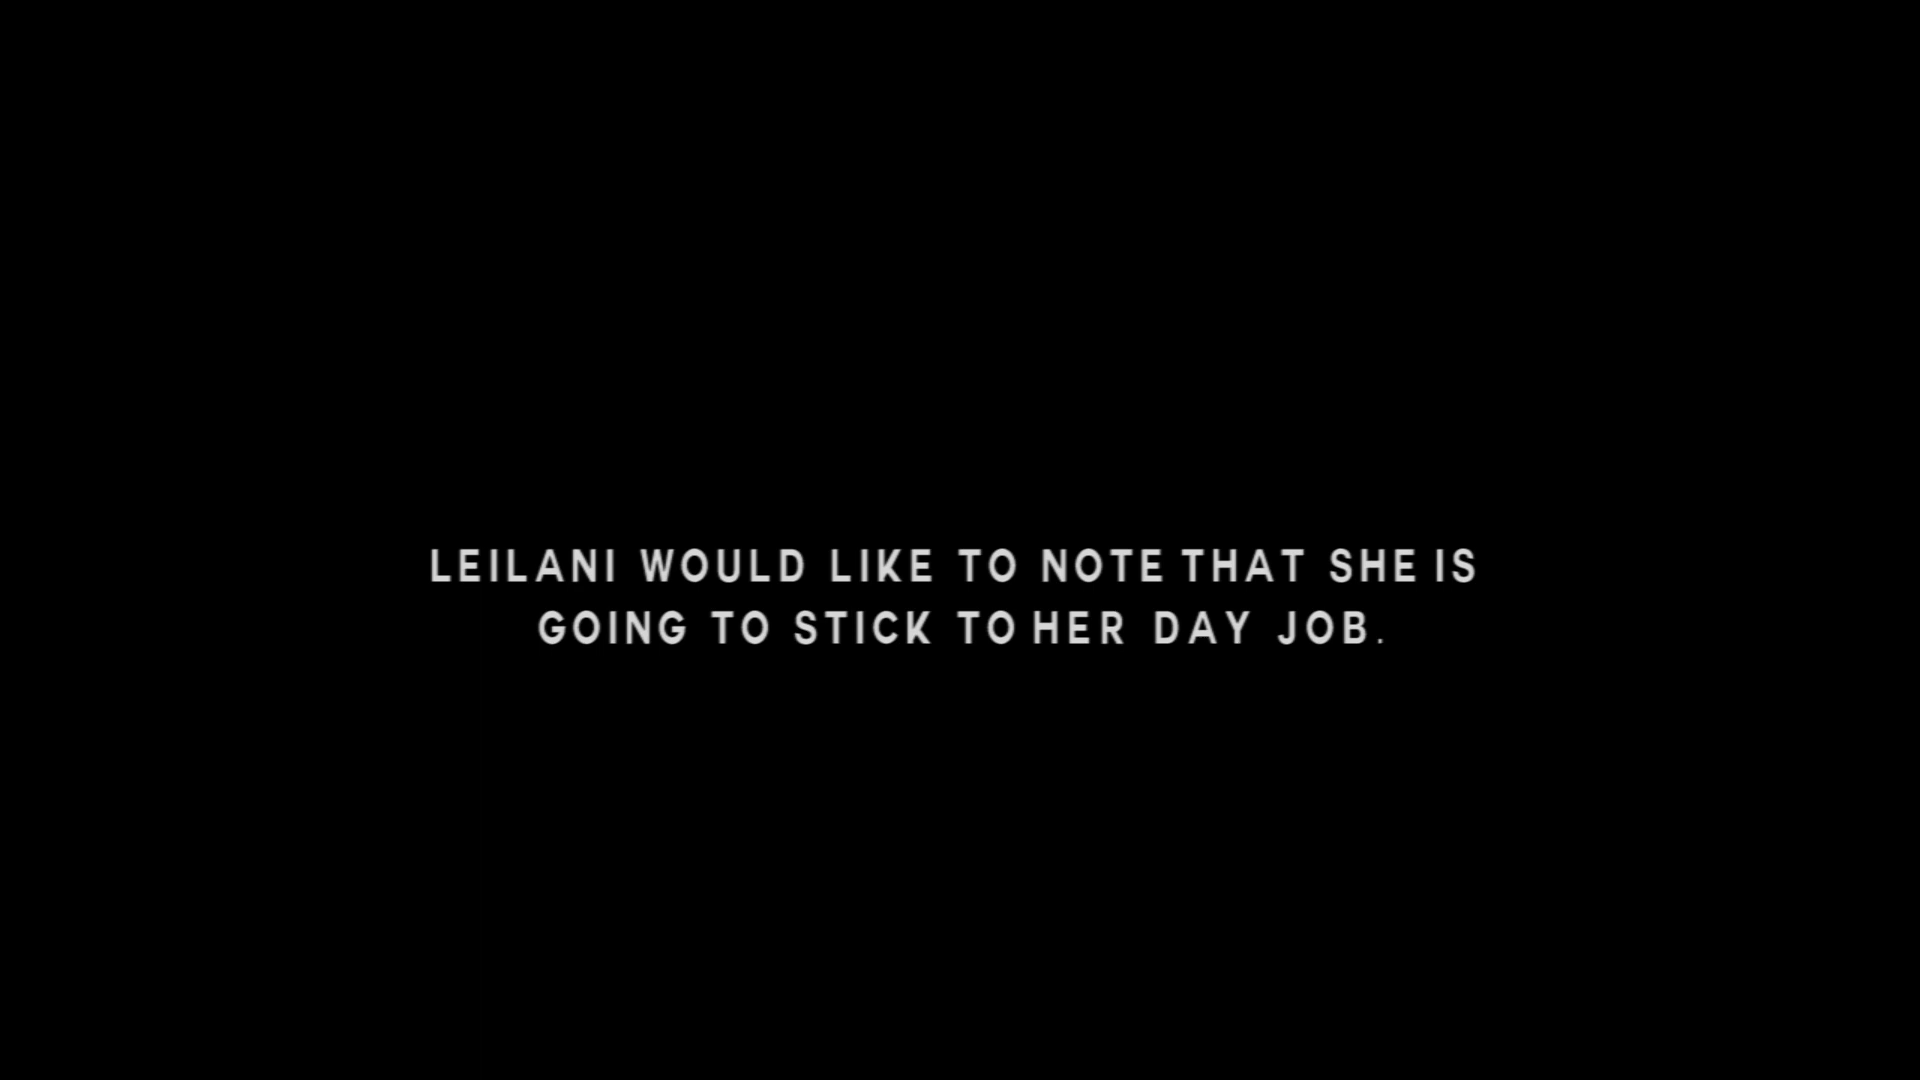 LEILANI WOULD LIKE TO NOTE THAT SHE IS
GOING TO STICK TO HER DAY JOB.